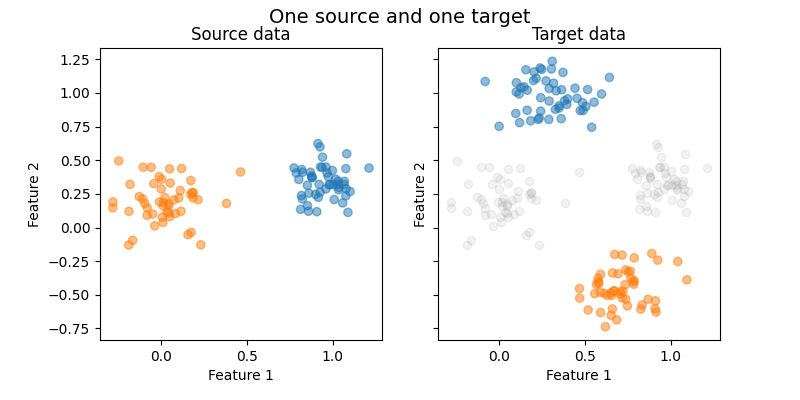 One source and one target
Source data
Target data
1.25
1.00
0.75
0.50
0.25
0.00
−0.25
−0.50
−0.75
Feature 2
Feature 2
0.0 0.5 1.0
0.0 0.5 1.0
Feature 1
Feature 1